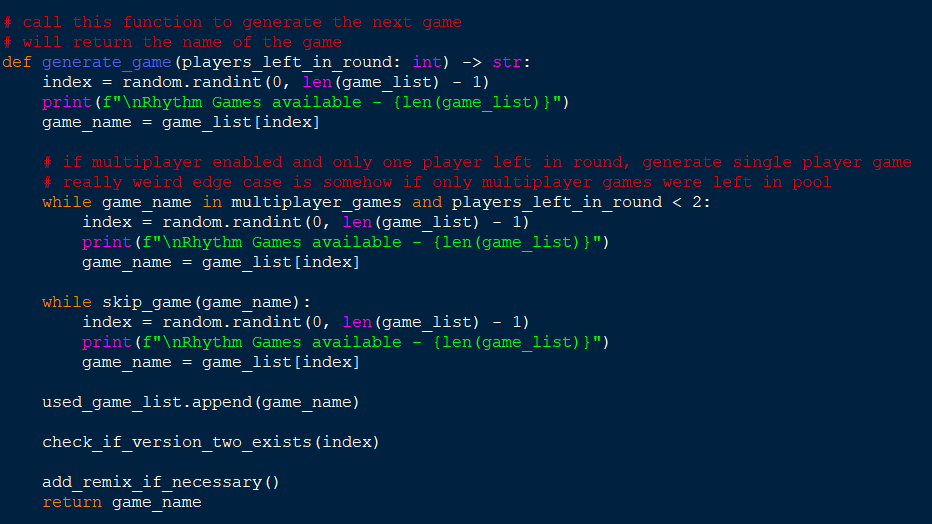 # call this function to generate the next game
# will return the name of the game
def generate_game(players_left_in_round: int) -> str:
    index = random.randint(0, len(game_list) - 1)
    print(f"\nRhythm Games available - {len(game_list)}")
    game_name = game_list[index]

    # if multiplayer enabled and only one player left in round, generate single player game
    # really weird edge case is somehow if only multiplayer games were left in pool
    while game_name in multiplayer_games and players_left_in_round < 2:
        index = random.randint(0, len(game_list) - 1)
        print(f"\nRhythm Games available - {len(game_list)}")
        game_name = game_list[index]

    while skip_game(game_name):
        index = random.randint(0, len(game_list) - 1)
        print(f"\nRhythm Games available - {len(game_list)}")
        game_name = game_list[index]

    used_game_list.append(game_name)

    check_if_version_two_exists(index)

    add_remix_if_necessary()
    return game_name